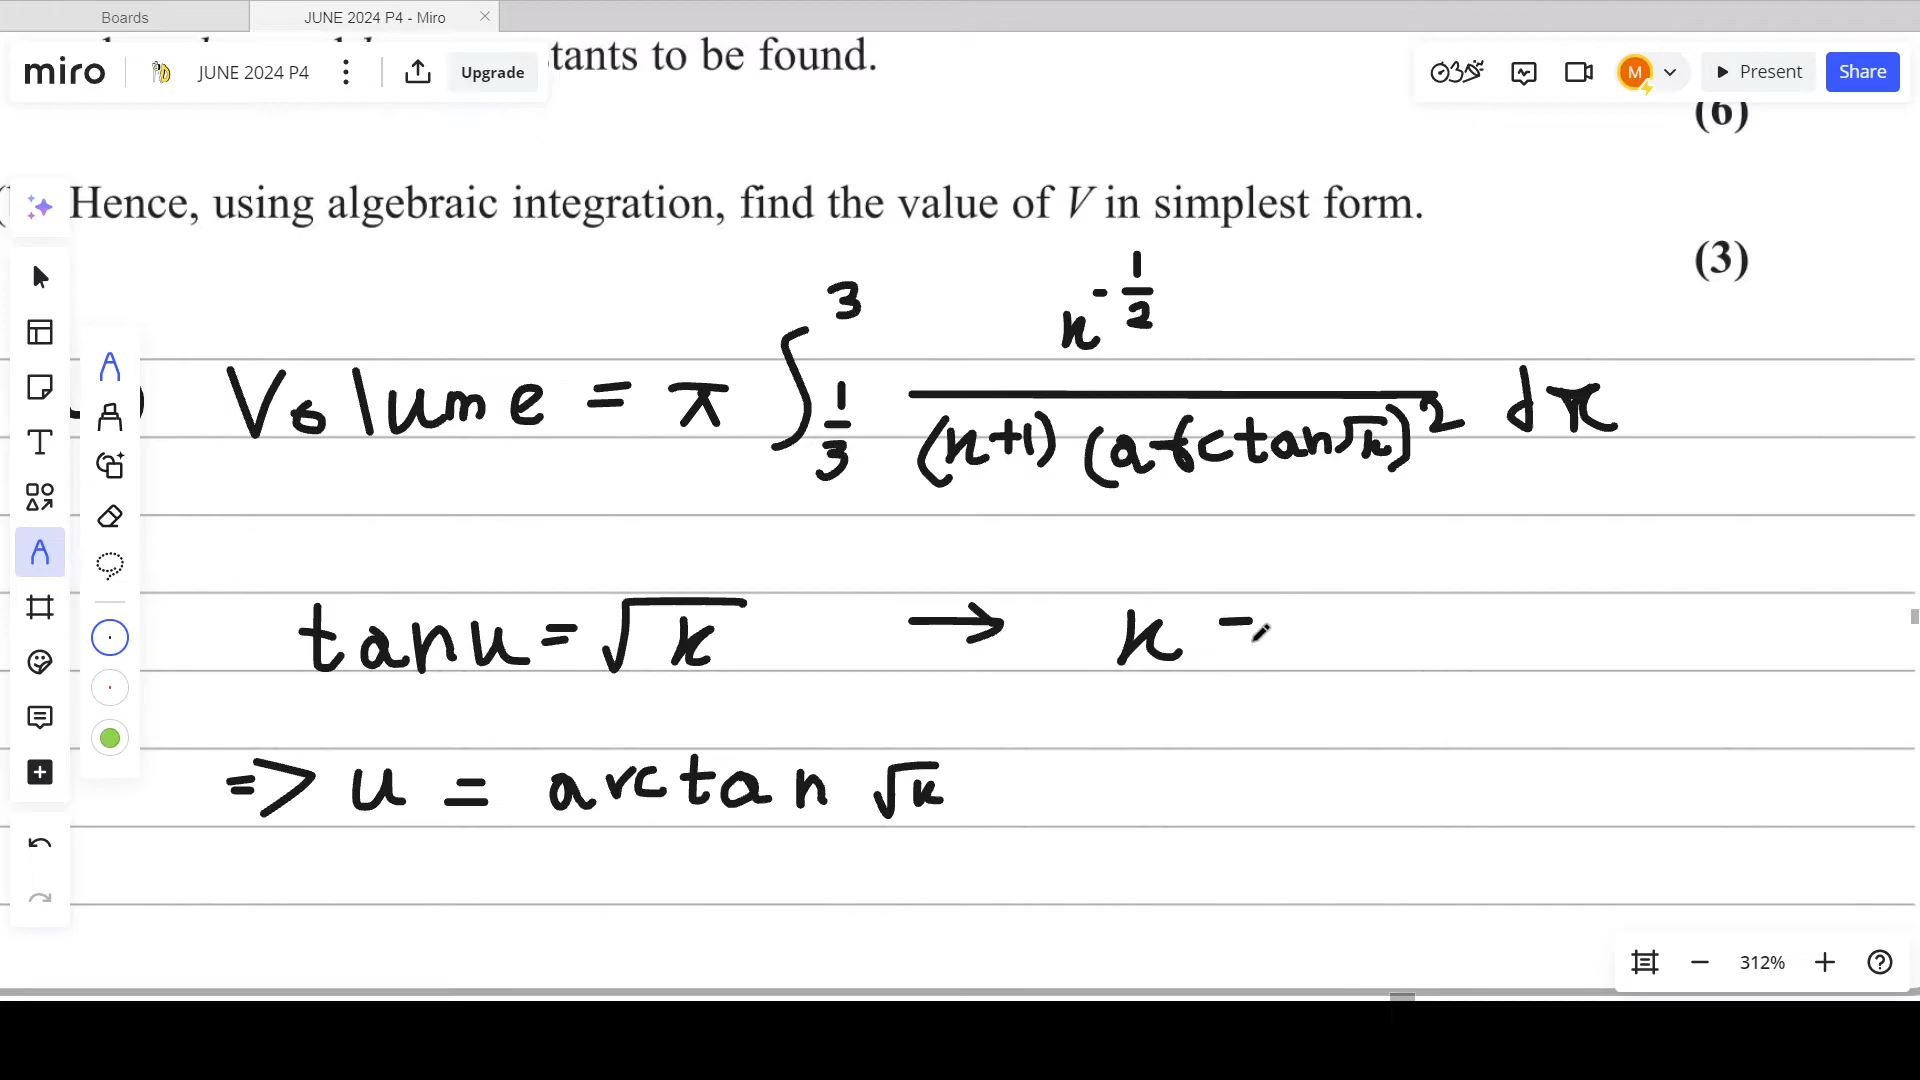 Boards
JUNE 2024 P4 - Miro
tants to be found.
miro
JUNE 2024 P4
Upgrade
M
Present
Share
(6)
Hence, using algebraic integration, find the value of V in simplest form.
(3)
Volume = π ∫_{1/3}^{3} x^{-1/2} / ((x+1) (arctan√x)^2) dx
tan u = √x → x =
=> u = arctan √x
312%